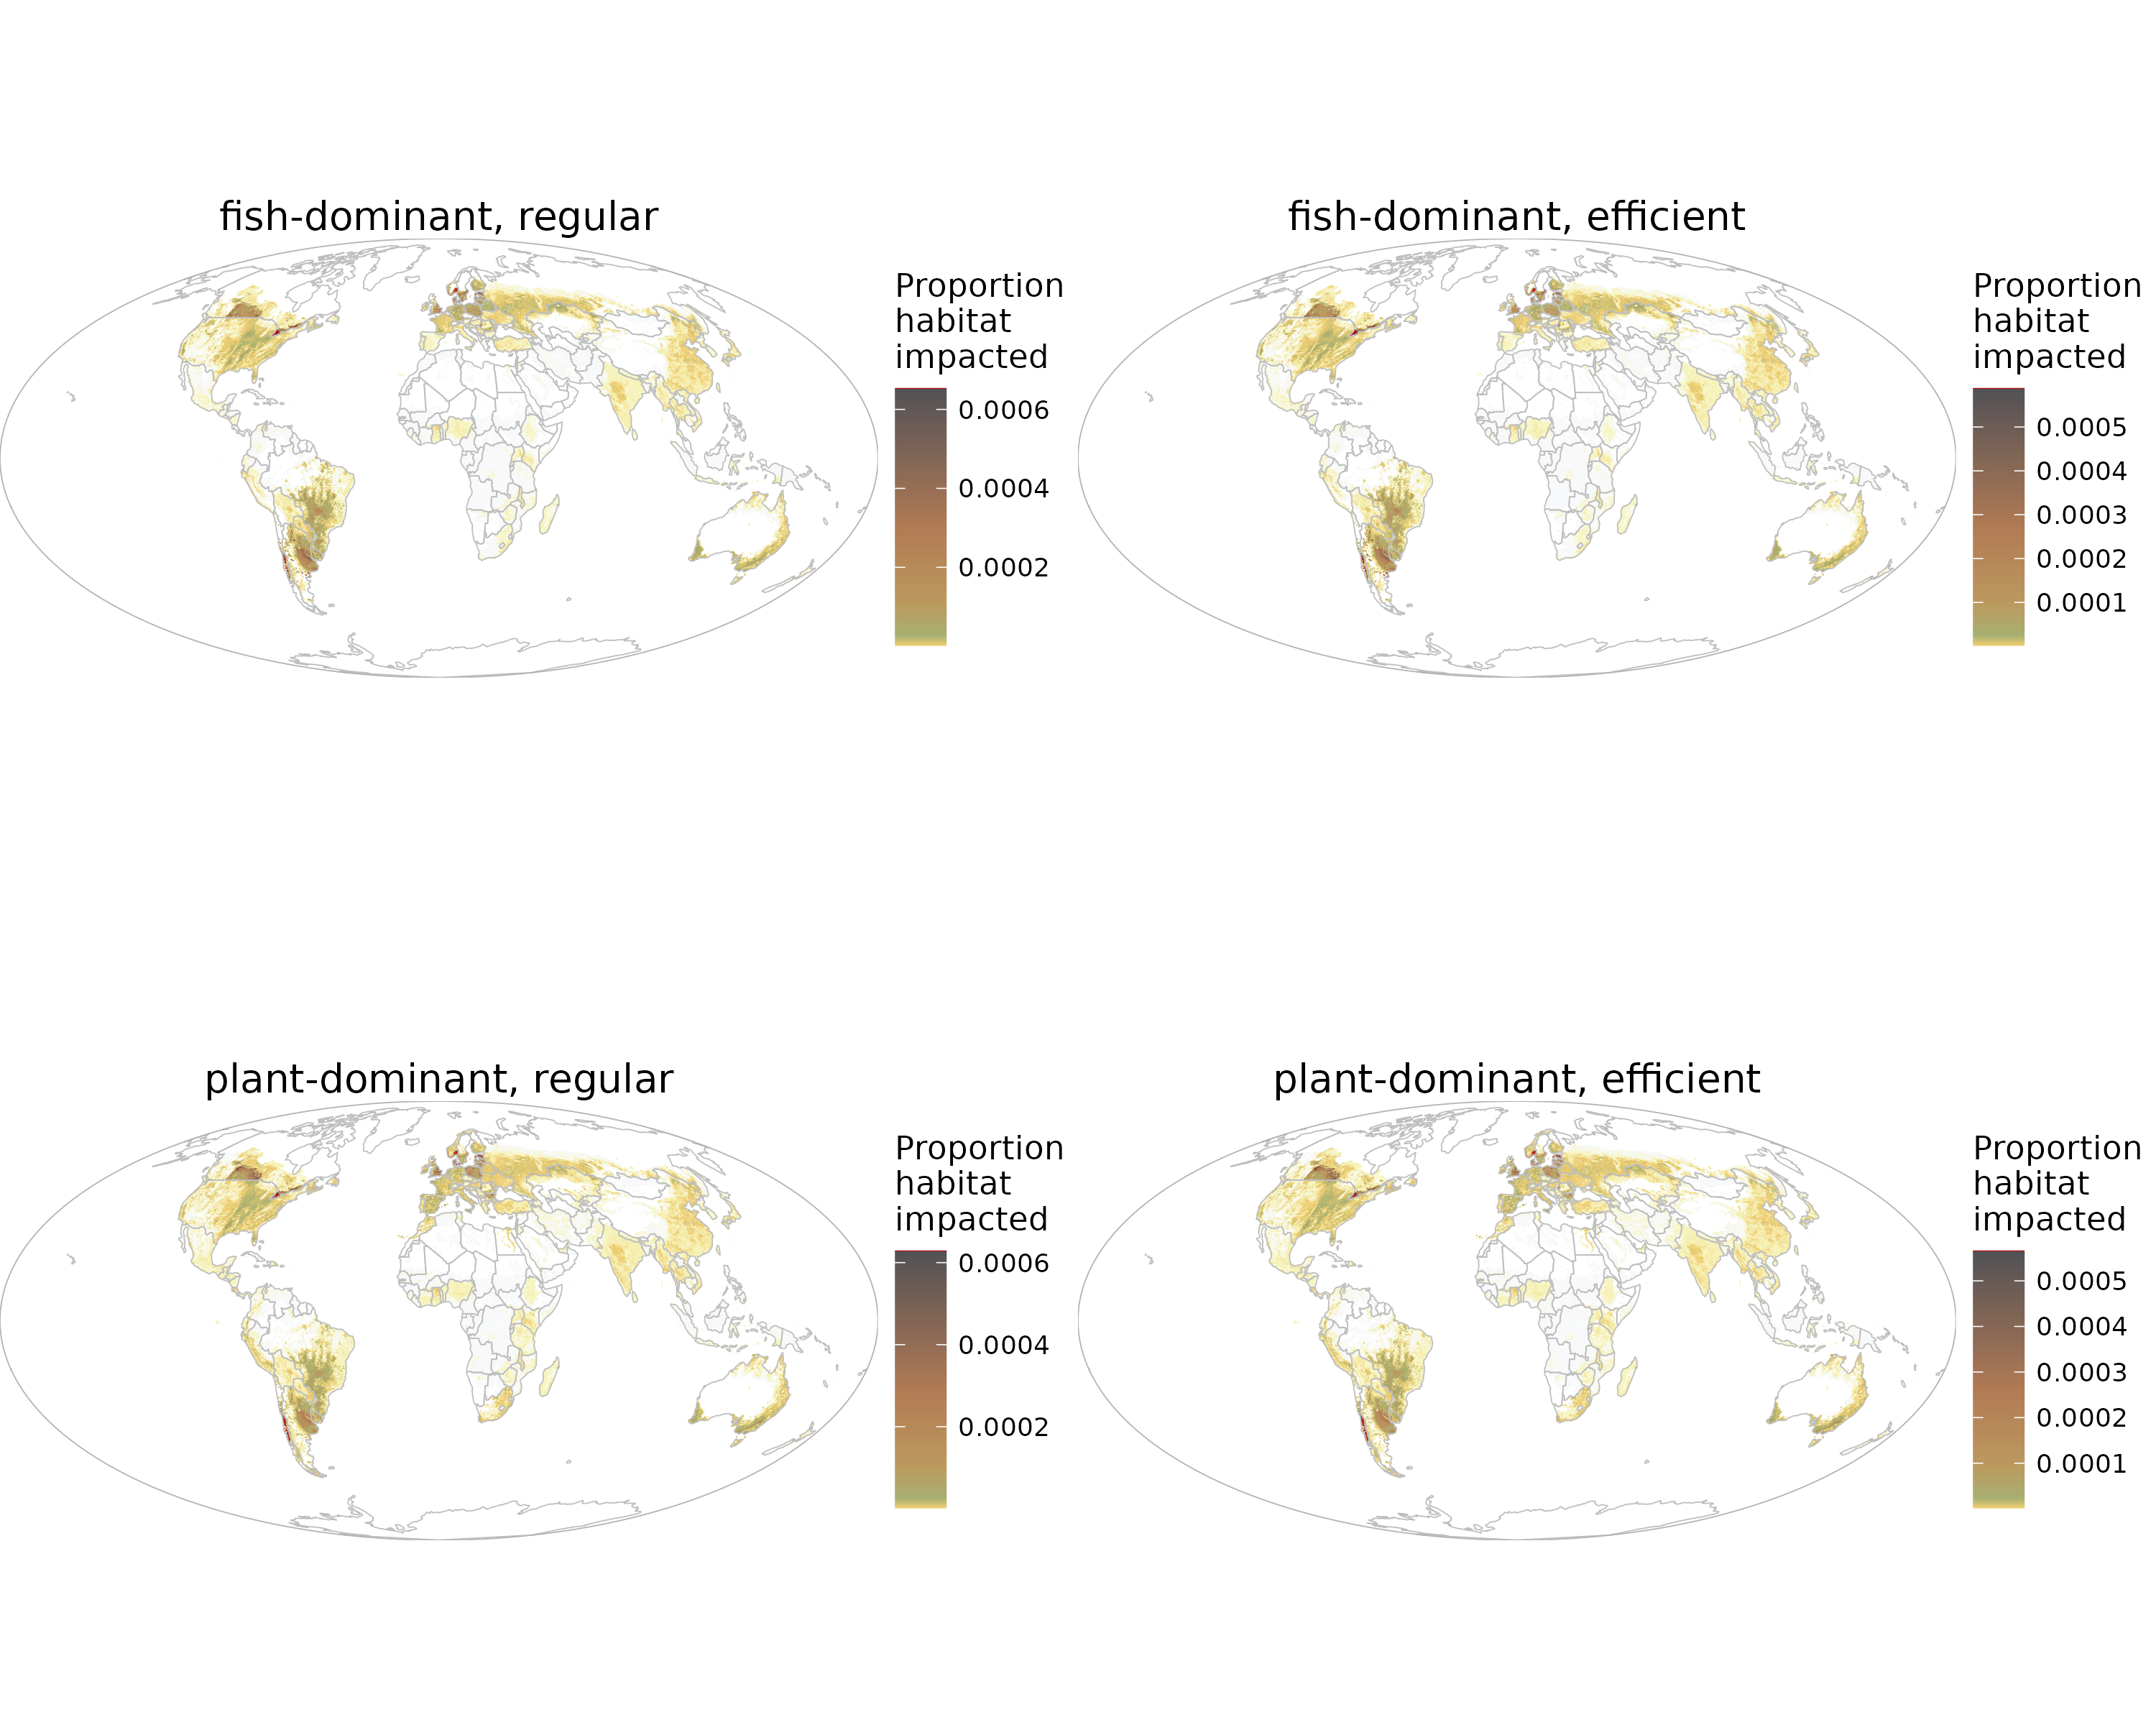 fish-dominant, regular
Proportion
habitat
impacted
0.0006
0.0004
0.0002
fish-dominant, efficient
Proportion
habitat
impacted
0.0005
0.0004
0.0003
0.0002
0.0001
plant-dominant, regular
Proportion
habitat
impacted
0.0006
0.0004
0.0002
plant-dominant, efficient
Proportion
habitat
impacted
0.0005
0.0004
0.0003
0.0002
0.0001